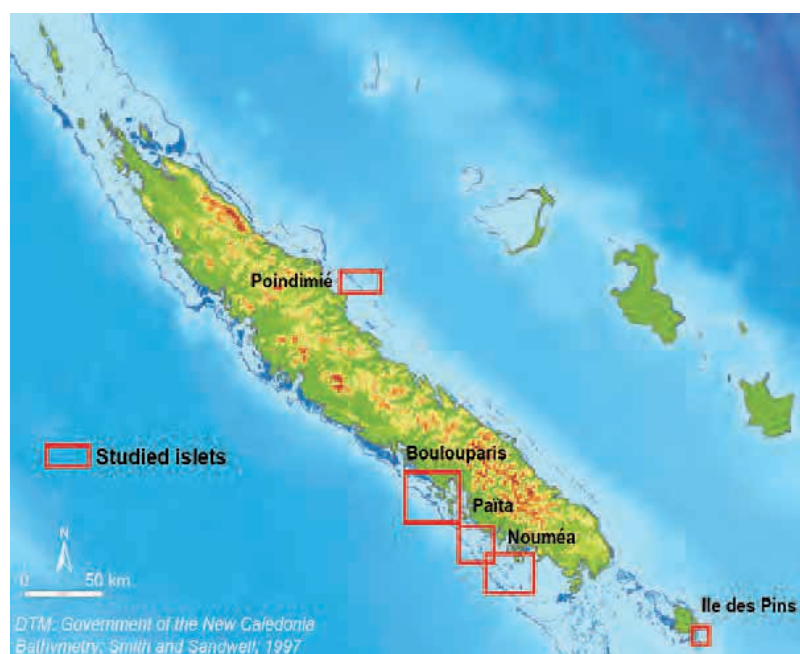 Poindimié
Boulouparis
Studied islets
Païta
Nouméa
N
0 50 km
Ile des Pins
DTM: Government of the New Caledonia
Bathymetry: Smith and Sandwell, 1997